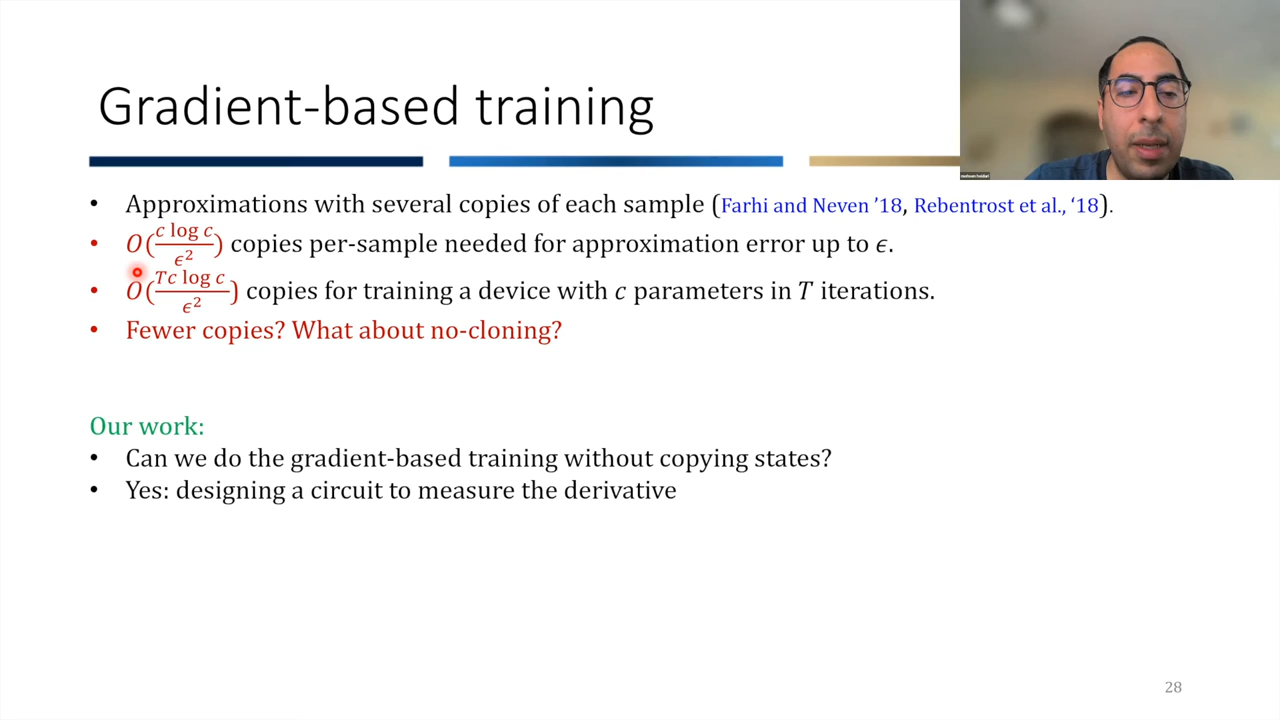 Gradient-based training
• Approximations with several copies of each sample (Farhi and Neven ’18, Rebentrost et al., ‘18).
• O(c log c/ϵ²) copies per-sample needed for approximation error up to ϵ.
• O(Tc log c/ϵ²) copies for training a device with c parameters in T iterations.
• Fewer copies? What about no-cloning?
Our work:
• Can we do the gradient-based training without copying states?
• Yes: designing a circuit to measure the derivative
28